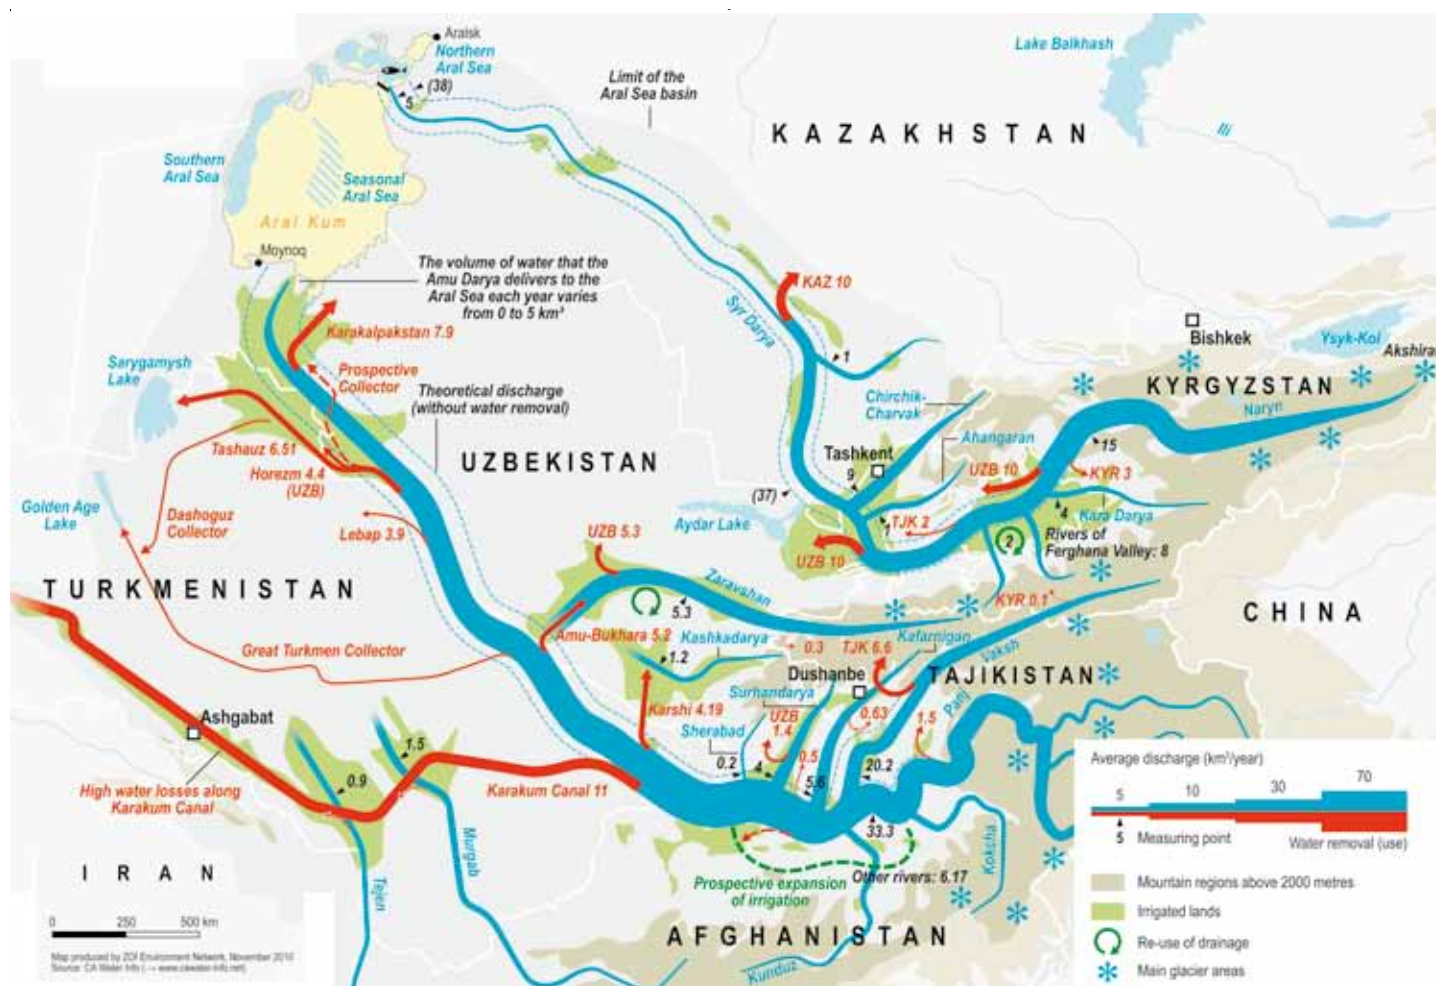 Aralsk
Northern
Aral Sea
(38)
5
Limit of the
Aral Sea basin
Lake Balkhash
KAZAKHSTAN
Ili
Southern
Aral Sea
Seasonal
Aral Sea
Aral Kum
Moynoq
The volume of water that the
Amu Darya delivers to the
Aral Sea each year varies
from 0 to 5 km³
KAZ 10
Syr Darya
Bishkek
Ysyk-Kol
Akshira
Karakalpakstan 7.9
Sarygamysh
Lake
Prospective
Collector
Theoretical discharge
(without water removal)
1
Chirchik-
Charvak
KYRGYZSTAN
Naryn
Tashauz 6.51
Horezm 4.4
(UZB)
UZBEKISTAN
Tashkent
Ahangaran
9
15
UZB 10
KYR 3
(37)
Golden Age
Lake
Dashoguz
Collector
Lebap 3.9
UZB 5.3
Aydar Lake
TJK 2
1
4
Kara Darya
2
Rivers of
Ferghana Valley: 8
UZB 10
TURKMENISTAN
Zaravshan
5.3
KYR 0.1*
CHINA
Great Turkmen Collector
Amu-Bukhara 5.2
Kashkadarya
1.2
0.3
TJK 6.6
Kafarnigan
Vaksh
Dushanbe
TAJIKISTAN
Surhandarya
Karshi 4.19
UZB
1.4
0.63
1.5
Panj
Sherabad
0.2
4
0.5
5.6
20.2
Ashgabat
1.5
0.9
High water losses along
Karakum Canal
Karakum Canal 11
33.3
Murgab
Tejen
Kokcha
IRAN
Prospective expansion
of irrigation
Other rivers: 6.17
AFGHANISTAN
Kunduz
0 250 500 km
Map produced by ZOI Environment Network, November 2010
Source: CA Water Info (→ www.cawater-info.net)
Average discharge (km³/year)
5 10 30 70
5 Measuring point
Water removal (use)
Mountain regions above 2000 metres
Irrigated lands
Re-use of drainage
Main glacier areas